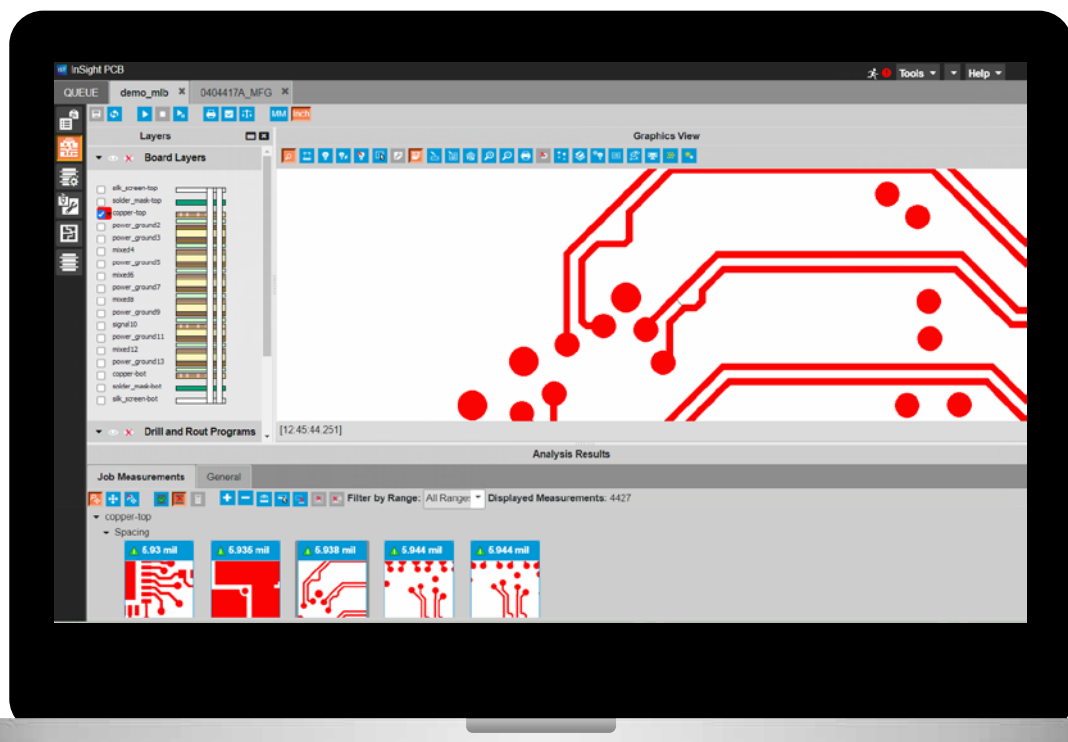 InSight PCB
Tools
Help
QUEUE
demo_mlb
0404417A_MFG
MM
Inch
Layers
Graphics View
Board Layers
silk_screen-top
solder_mask-top
copper-top
power_ground2
power_ground3
mixed4
power_ground5
mixed6
power_ground7
mixed8
power_ground9
signal10
power_ground11
mixed12
power_ground13
copper-bot
solder_mask-bot
silk_screen-bot
Drill and Rout Programs
[12:45:44.251]
Analysis Results
Job Measurements
General
Filter by Range: All Range: Displayed Measurements: 4427
copper-top
Spacing
5.93 mil
5.935 mil
5.938 mil
5.944 mil
5.944 mil